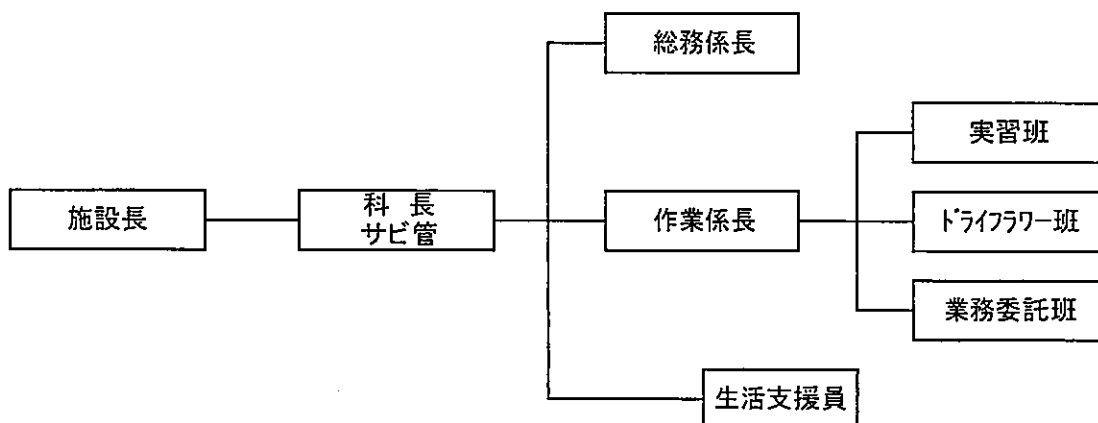 総務係長
実習班
施設長
科 長
サビ管
作業係長
ﾄﾞﾗｲﾌﾗﾜｰ班
業務委託班
生活支援員